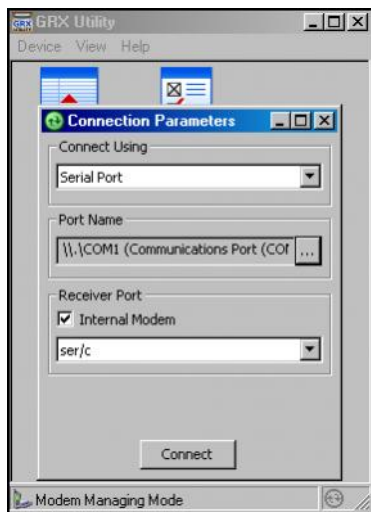 GRX Utility
Device View Help
Connection Parameters
Connect Using
Serial Port
Port Name
\\.\COM1 (Communications Port (COM
...
Receiver Port
Internal Modem
ser/c
Connect
Modem Managing Mode